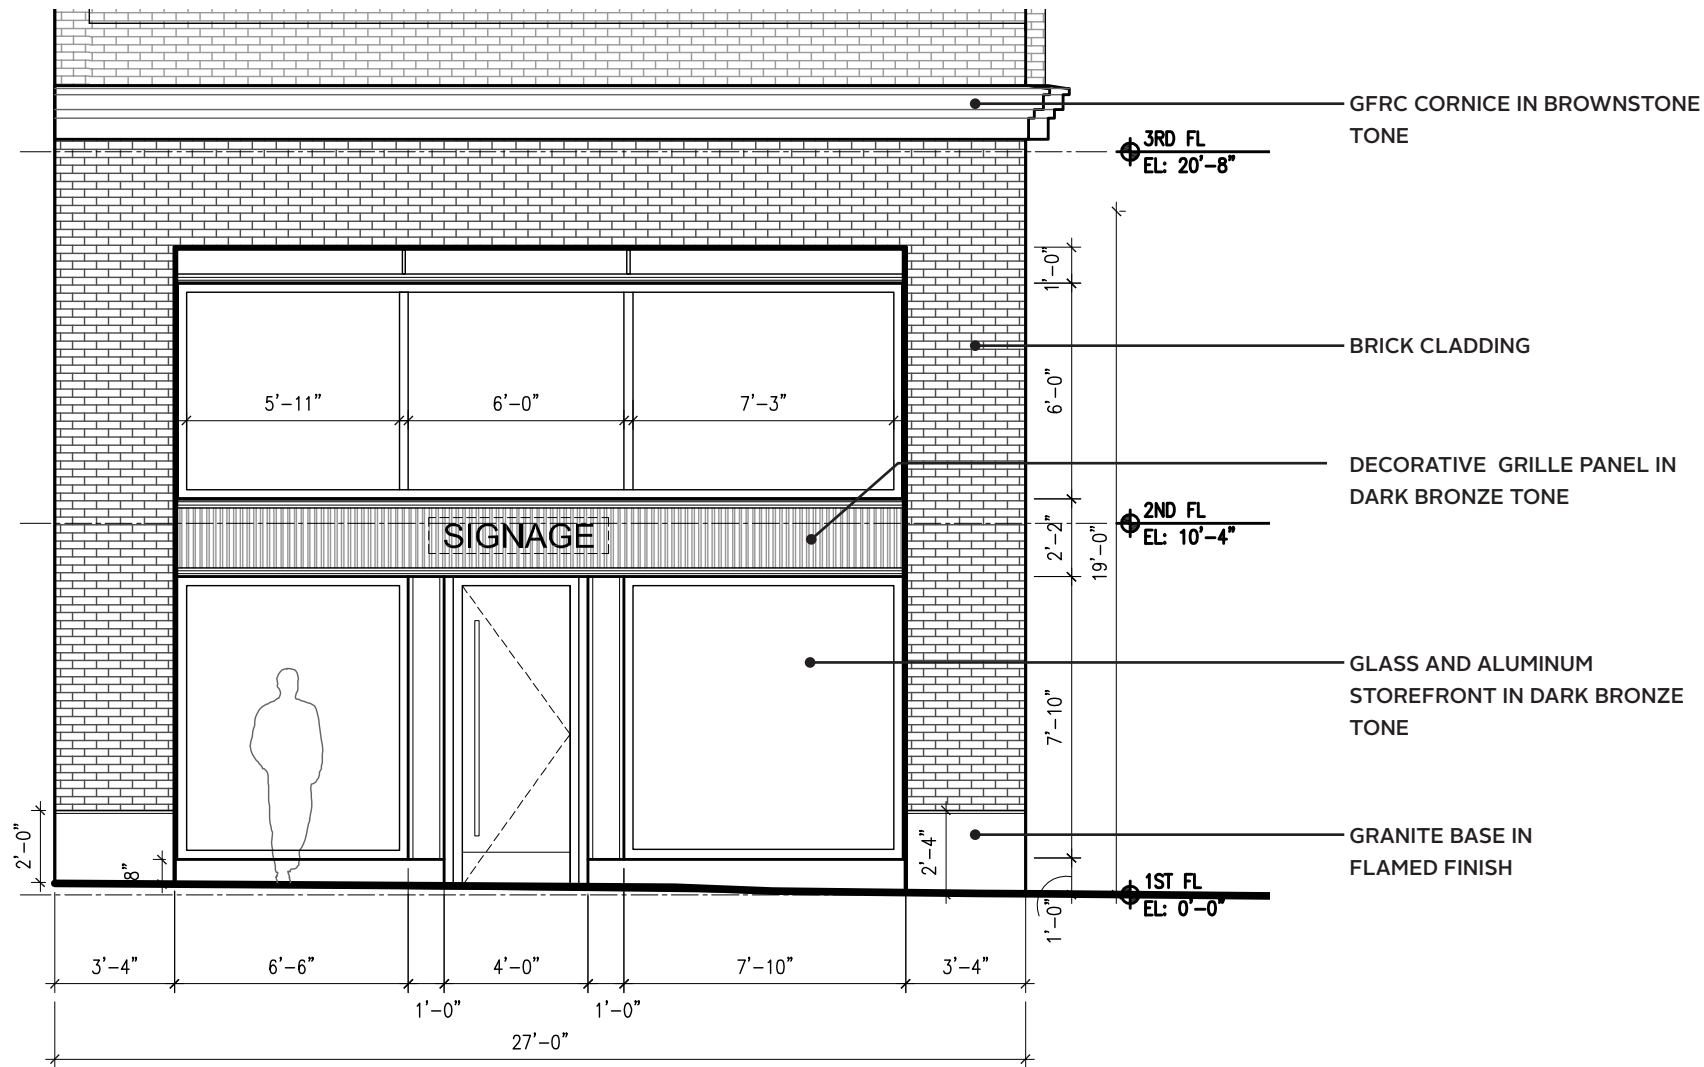 GFRC CORNICE IN BROWNSTONE
TONE
3RD FL
EL: 20'-8"
1'-0"
BRICK CLADDING
6'-0"
5'-11" 6'-0" 7'-3"
DECORATIVE GRILLE PANEL IN
DARK BRONZE TONE
2ND FL
EL: 10'-4"
SIGNAGE
2'-2"
19'-0"
GLASS AND ALUMINUM
STOREFRONT IN DARK BRONZE
TONE
7'-10"
GRANITE BASE IN
FLAMED FINISH
2'-0"
8"
2'-4"
1ST FL
EL: 0'-0"
1'-0"
3'-4" 6'-6" 4'-0" 7'-10" 3'-4"
1'-0" 1'-0"
27'-0"